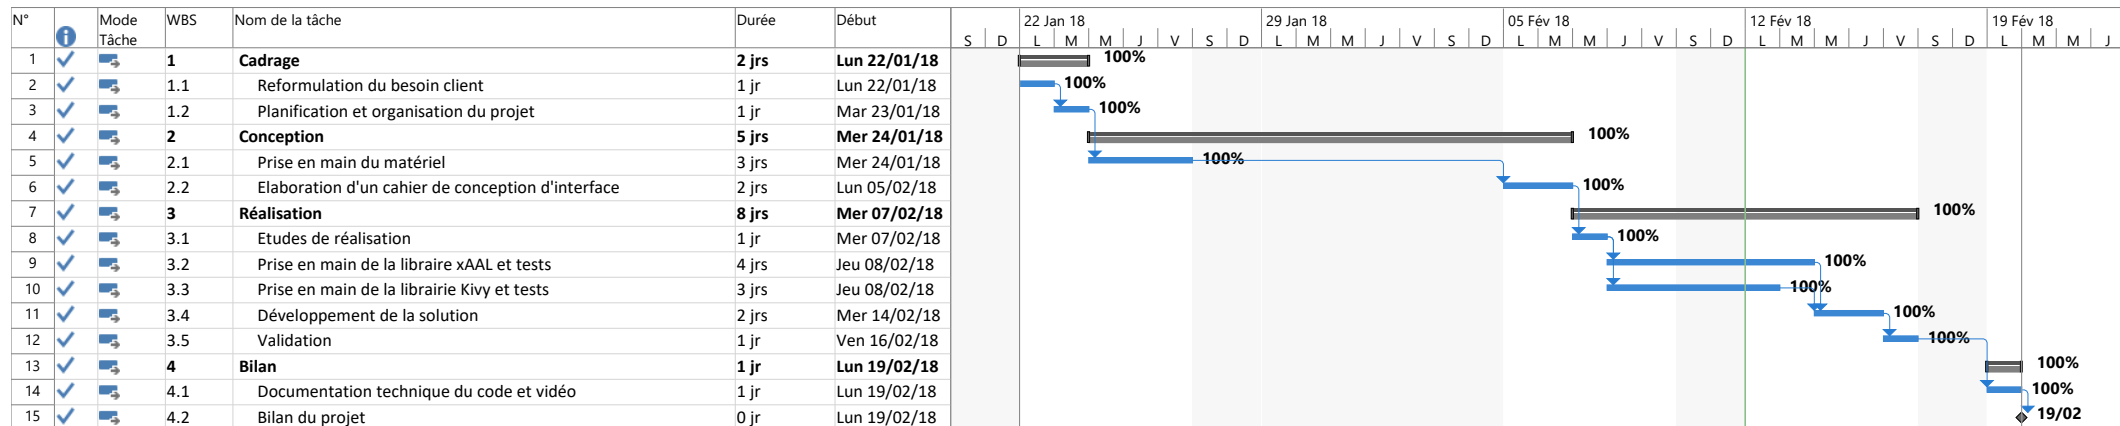 N° Mode Tâche WBS Nom de la tâche Durée Début
22 Jan 18 29 Jan 18 05 Fév 18 12 Fév 18 19 Fév 18
S D L M M J V S D L M M J V S D L M M J V S D L M M J V S D L M M J
1 1 Cadrage 2 jrs Lun 22/01/18 100%
2 1.1 Reformulation du besoin client 1 jr Lun 22/01/18 100%
3 1.2 Planification et organisation du projet 1 jr Mar 23/01/18 100%
4 2 Conception 5 jrs Mer 24/01/18 100%
5 2.1 Prise en main du matériel 3 jrs Mer 24/01/18 100%
6 2.2 Elaboration d'un cahier de conception d'interface 2 jrs Lun 05/02/18 100%
7 3 Réalisation 8 jrs Mer 07/02/18 100%
8 3.1 Etudes de réalisation 1 jr Mer 07/02/18 100%
9 3.2 Prise en main de la libraire xAAL et tests 4 jrs Jeu 08/02/18 100%
10 3.3 Prise en main de la librairie Kivy et tests 3 jrs Jeu 08/02/18 100%
11 3.4 Développement de la solution 2 jrs Mer 14/02/18 100%
12 3.5 Validation 1 jr Ven 16/02/18 100%
13 4 Bilan 1 jr Lun 19/02/18 100%
14 4.1 Documentation technique du code et vidéo 1 jr Lun 19/02/18 100%
15 4.2 Bilan du projet 0 jr Lun 19/02/18 19/02